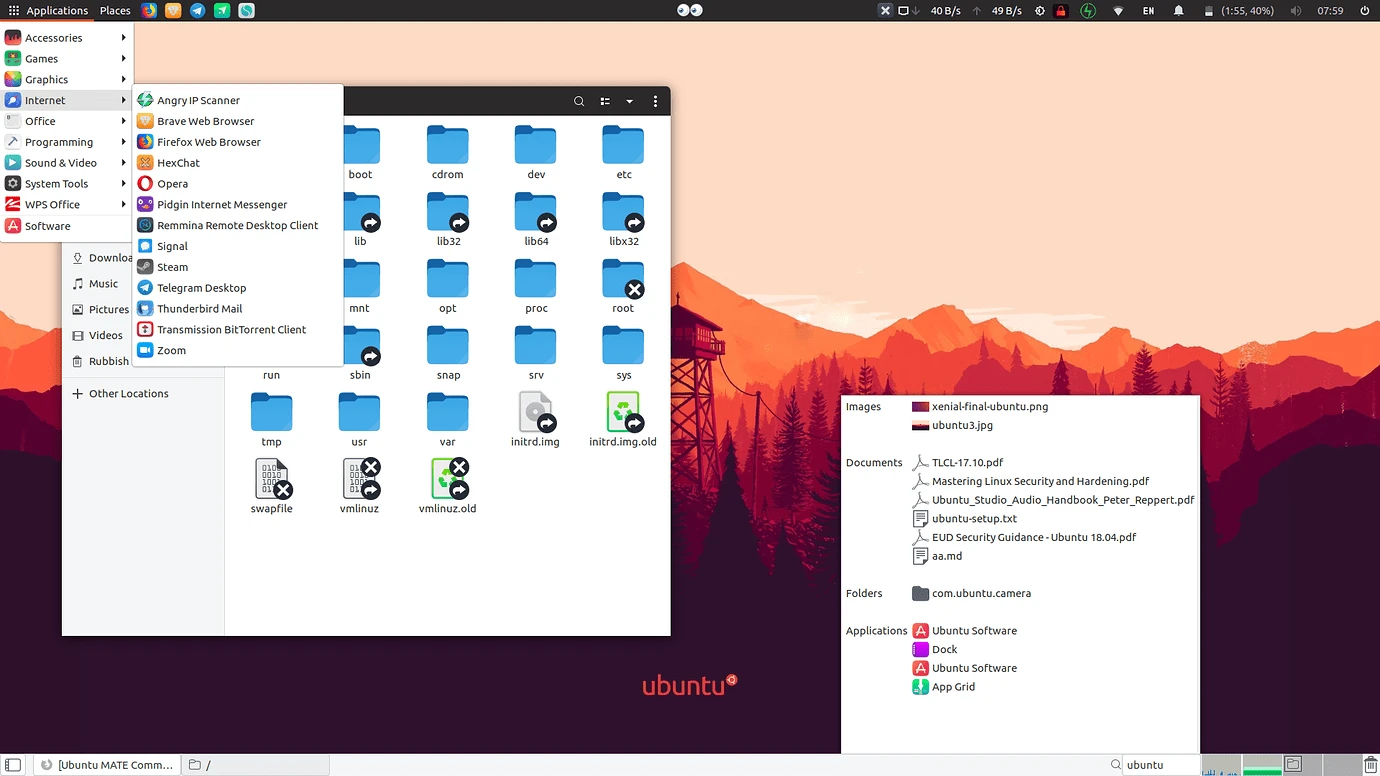 Applications Places 40 B/s 49 B/s EN (1:55, 40%) 07:59
Accessories
Games
Graphics
Internet
Office
Programming
Sound & Video
System Tools
WPS Office
Software
Angry IP Scanner
Brave Web Browser
Firefox Web Browser
HexChat
Opera
Pidgin Internet Messenger
Remmina Remote Desktop Client
Signal
Steam
Telegram Desktop
Thunderbird Mail
Transmission BitTorrent Client
Zoom
Music
Pictures
Videos
Rubbish
Other Locations
boot cdrom dev etc
lib lib32 lib64 libx32
mnt opt proc root
run sbin snap srv sys
tmp usr var initrd.img initrd.img.old
swapfile vmlinuz vmlinuz.old
ubuntu
Images xenial-final-ubuntu.png
ubuntu3.jpg
Documents TLCL-17.10.pdf
Mastering Linux Security and Hardening.pdf
Ubuntu_Studio_Audio_Handbook_Peter_Reppert.pdf
ubuntu-setup.txt
EUD Security Guidance - Ubuntu 18.04.pdf
aa.md
Folders com.ubuntu.camera
Applications Ubuntu Software
Dock
Ubuntu Software
App Grid
[Ubuntu MATE Comm... / ubuntu